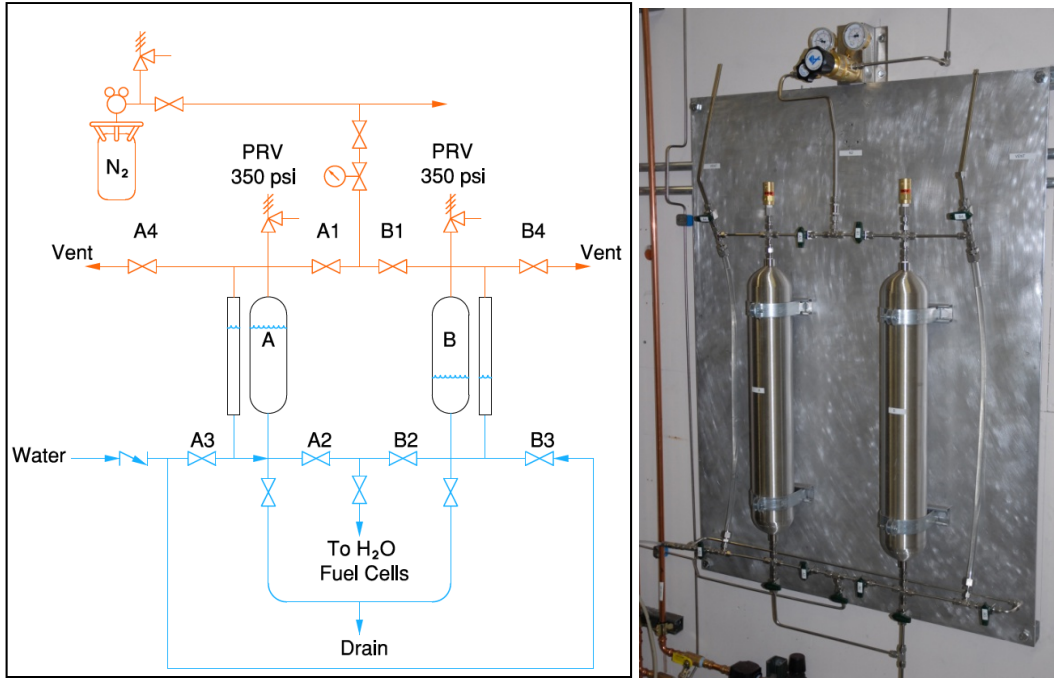 N₂
PRV
350 psi
PRV
350 psi
A4
A1
B1
B4
Vent
Vent
A
B
Water
A3
A2
B2
B3
To H₂O
Fuel Cells
Drain